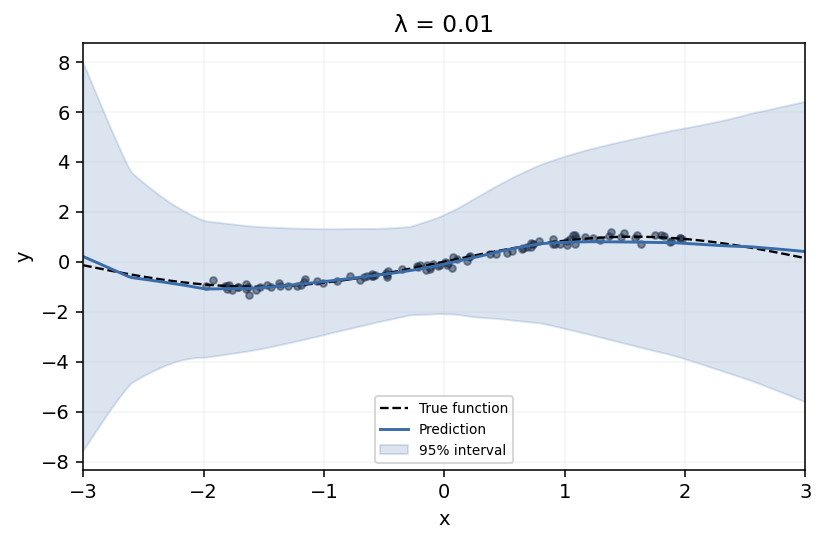 λ = 0.01
y
8
6
4
2
0
−2
−4
−6
−8
True function
Prediction
95% interval
−3 −2 −1 0 1 2 3
x